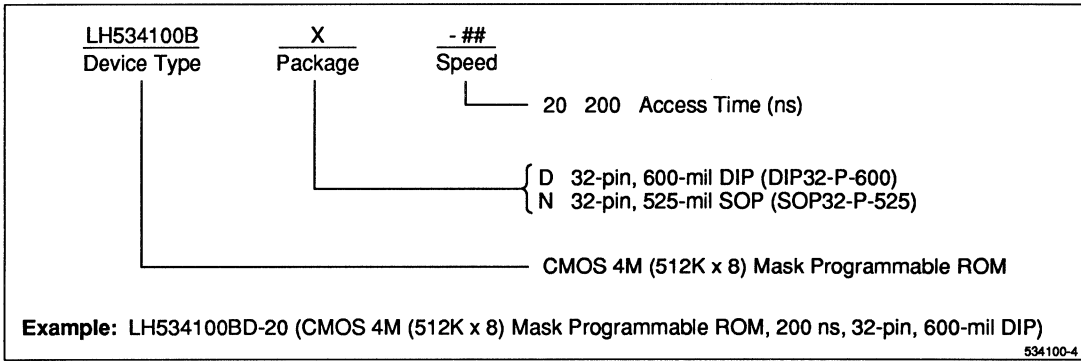 LH534100B X - ##
Device Type Package Speed
20 200 Access Time (ns)
D 32-pin, 600-mil DIP (DIP32-P-600)
N 32-pin, 525-mil SOP (SOP32-P-525)
CMOS 4M (512K x 8) Mask Programmable ROM
Example: LH534100BD-20 (CMOS 4M (512K x 8) Mask Programmable ROM, 200 ns, 32-pin, 600-mil DIP)
534100-4